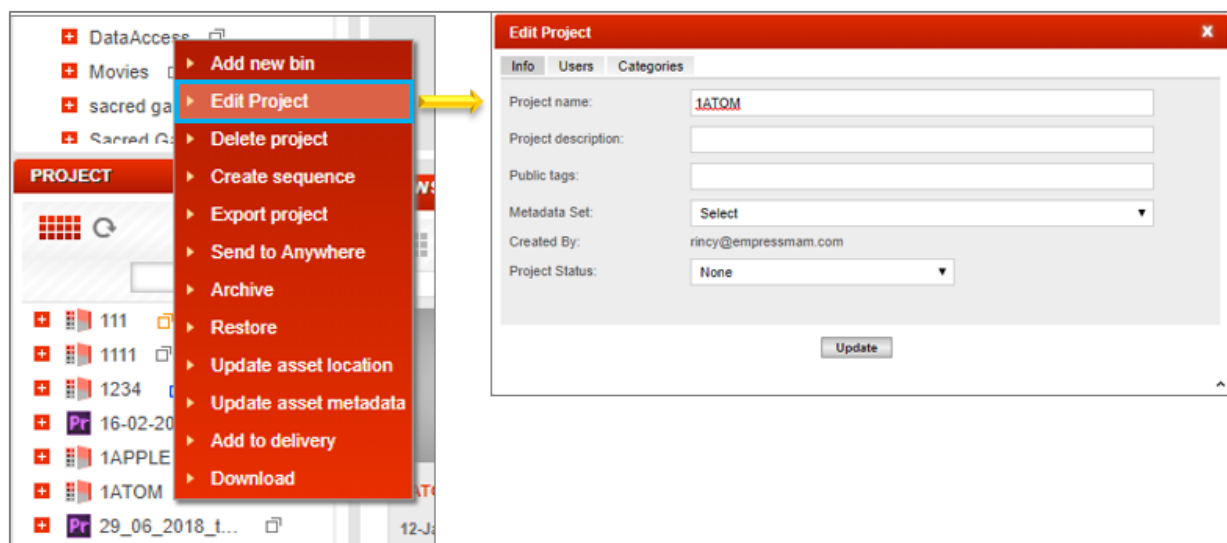 DataAccess
Movies
sacred ga
Sacred Ga
PROJECT
111
1111
1234
Pr 16-02-20
1APPLE
1ATOM
Pr 29_06_2018_t...
Add new bin
Edit Project
Delete project
Create sequence
Export project
Send to Anywhere
Archive
Restore
Update asset location
Update asset metadata
Add to delivery
Download
12-Ja
Edit Project x
Info Users Categories
Project name: 1ATOM
Project description:
Public tags:
Metadata Set: Select
Created By: rincy@empressmam.com
Project Status: None
Update